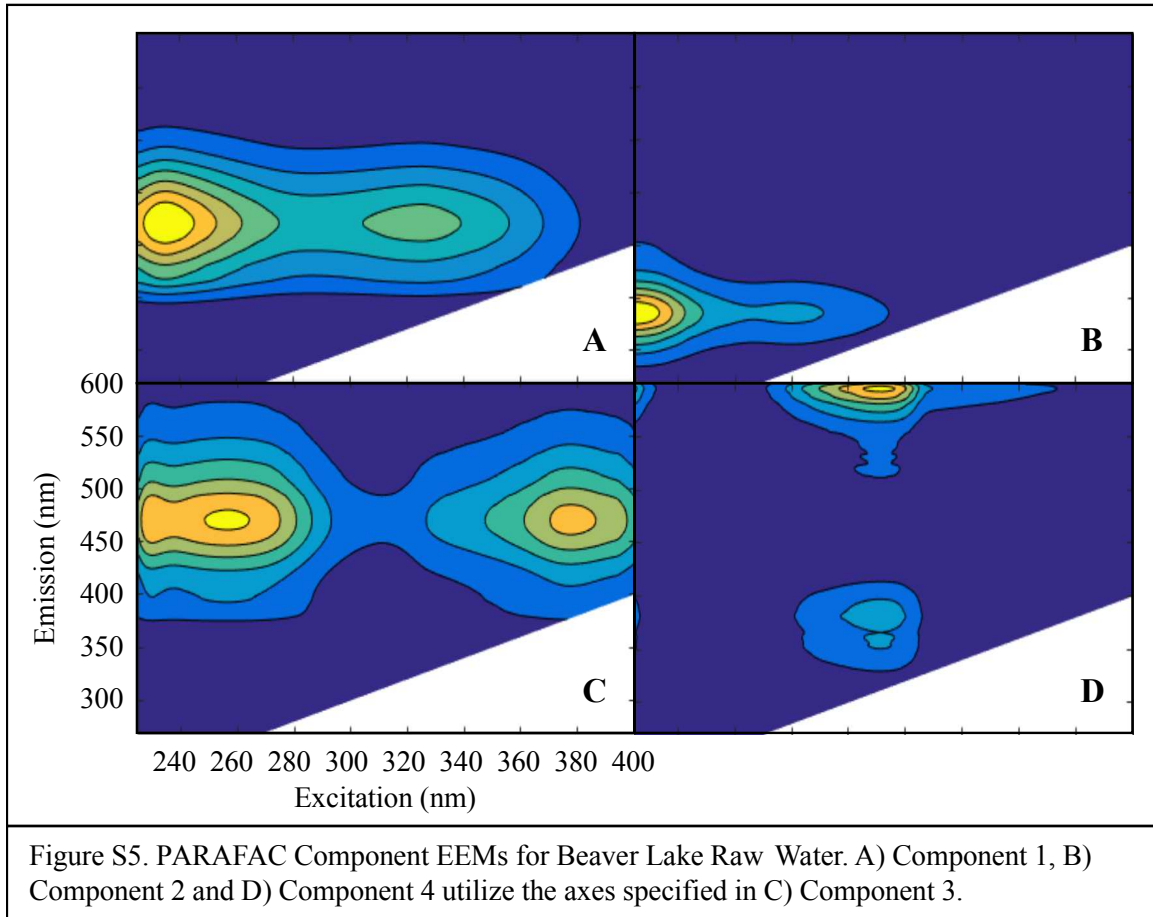 A
B
600
550
500
450
400
350
300
Emission (nm)
C
D
240 260 280 300 320 340 360 380 400
Excitation (nm)
Figure S5. PARAFAC Component EEMs for Beaver Lake Raw Water. A) Component 1, B)
Component 2 and D) Component 4 utilize the axes specified in C) Component 3.